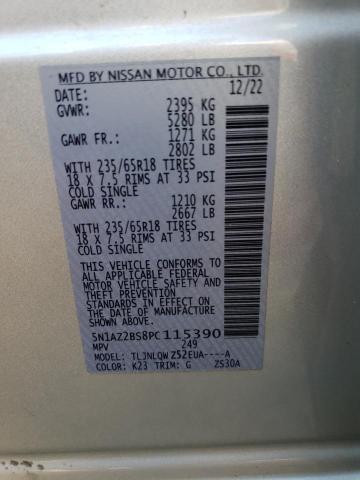 MFD BY NISSAN MOTOR CO., LTD.
DATE: 12/22
GVWR: 2395 KG
5280 LB
GAWR FR.: 1271 KG
2802 LB
WITH 235/65R18 TIRES
18 X 7.5 RIMS AT 33 PSI
COLD SINGLE
GAWR RR.: 1210 KG
2667 LB
WITH 235/65R18 TIRES
18 X 7.5 RIMS AT 33 PSI
COLD SINGLE
THIS VEHICLE CONFORMS TO
ALL APPLICABLE FEDERAL
MOTOR VEHICLE SAFETY AND
THEFT PREVENTION
STANDARDS IN EFFECT ON
THE DATE OF MANUFACTURE
SHOWN ABOVE.
5N1AZ2BS8PC115390
MPV 249
MODEL: TLJNLQW Z52EUA----A
COLOR: K23 TRIM: G ZS30A